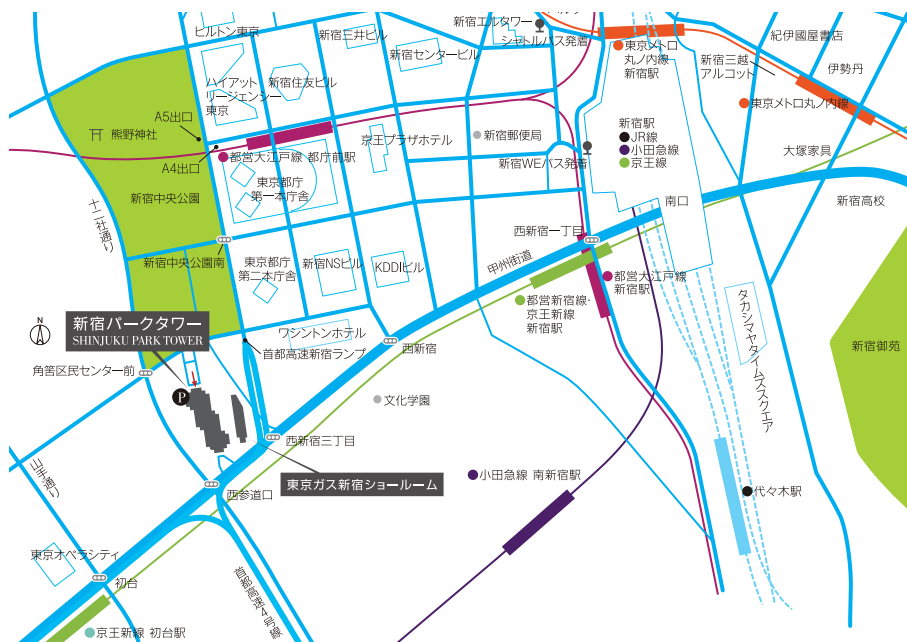 ヒルトン東京
新宿三井ビル
新宿エルタワー
シャトルバス発着
新宿センタービル
東京メトロ
丸ノ内線
新宿駅
紀伊國屋書店
新宿三越
アルコット
伊勢丹
ハイアット
リージェンシー
東京
新宿住友ビル
A5出口
熊野神社
東京メトロ丸ノ内線
京王プラザホテル
新宿郵便局
新宿駅
JR線
小田急線
京王線
新宿WEバス発着
大塚家具
都営大江戸線・都庁前駅
A4出口
東京都庁
第一本庁舎
新宿中央公園
南口
新宿高校
十二社通り
西新宿一丁目
新宿中央公園南
東京都庁
第二本庁舎
新宿NSビル
KDDIビル
甲州街道
都営大江戸線
新宿駅
都営新宿線・
京王新線
新宿駅
タカシマヤタイムズスクエア
新宿パークタワー
SHINJUKU PARK TOWER
N
ワシントンホテル
首都高速新宿ランプ
西新宿
新宿御苑
角筈区民センター前
P
文化学園
西新宿三丁目
山手通り
東京ガス新宿ショールーム
小田急線 南新宿駅
西参道口
代々木駅
東京オペラシティ
初台
首都高速4号線
京王新線 初台駅